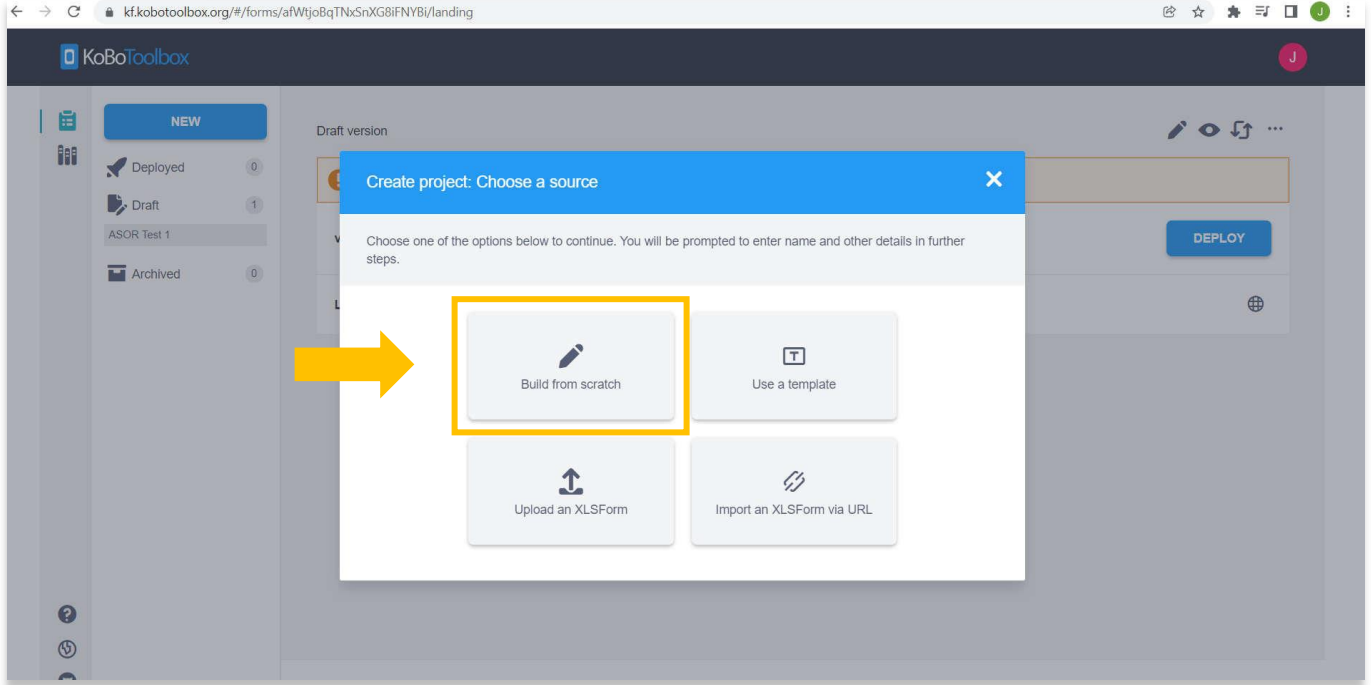 kf.kobotoolbox.org/#/forms/afWtjoBqTNxSnXG8iFNYBi/landing
J
KoBoToolbox
J
NEW
Draft version
Deployed 0
Draft 1
ASOR Test 1
Archived 0
Create project: Choose a source
Choose one of the options below to continue. You will be prompted to enter name and other details in further
steps.
DEPLOY
Build from scratch
T
Use a template
Upload an XLSForm
Import an XLSForm via URL